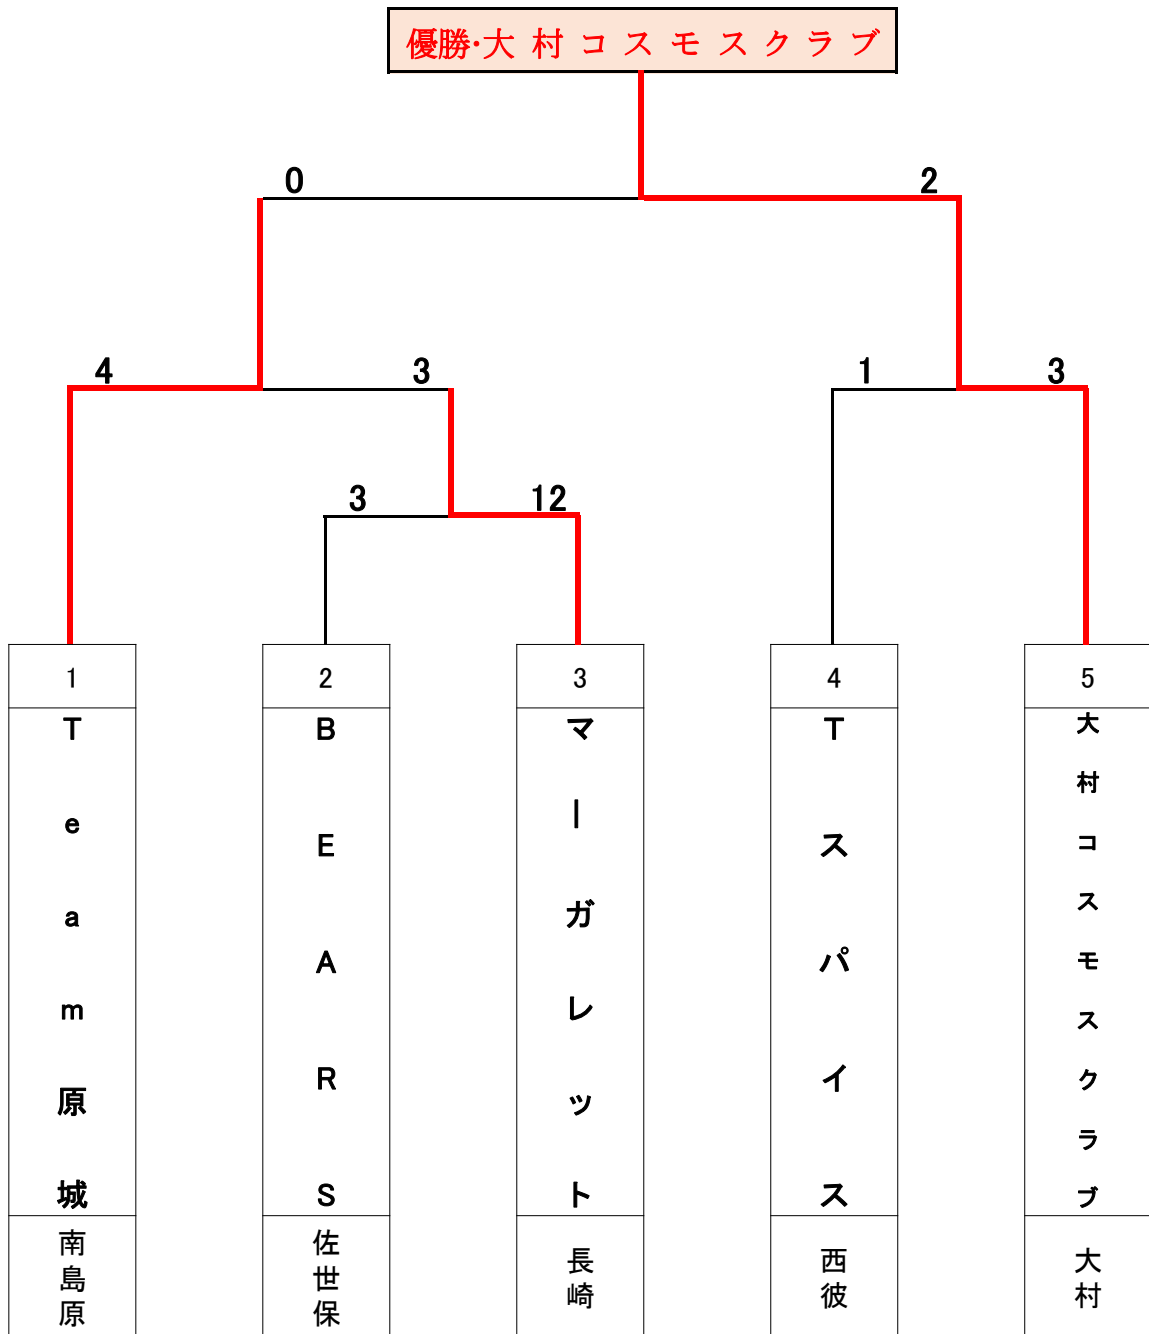 優勝・大村コスモスクラブ
0 2
4 3 1 3
3 12
1 2 3 4 5
Team原城
BEARS
マーガレット
Tスパイス
大村コスモスクラブ
南島原
佐世保
長崎
西彼
大村